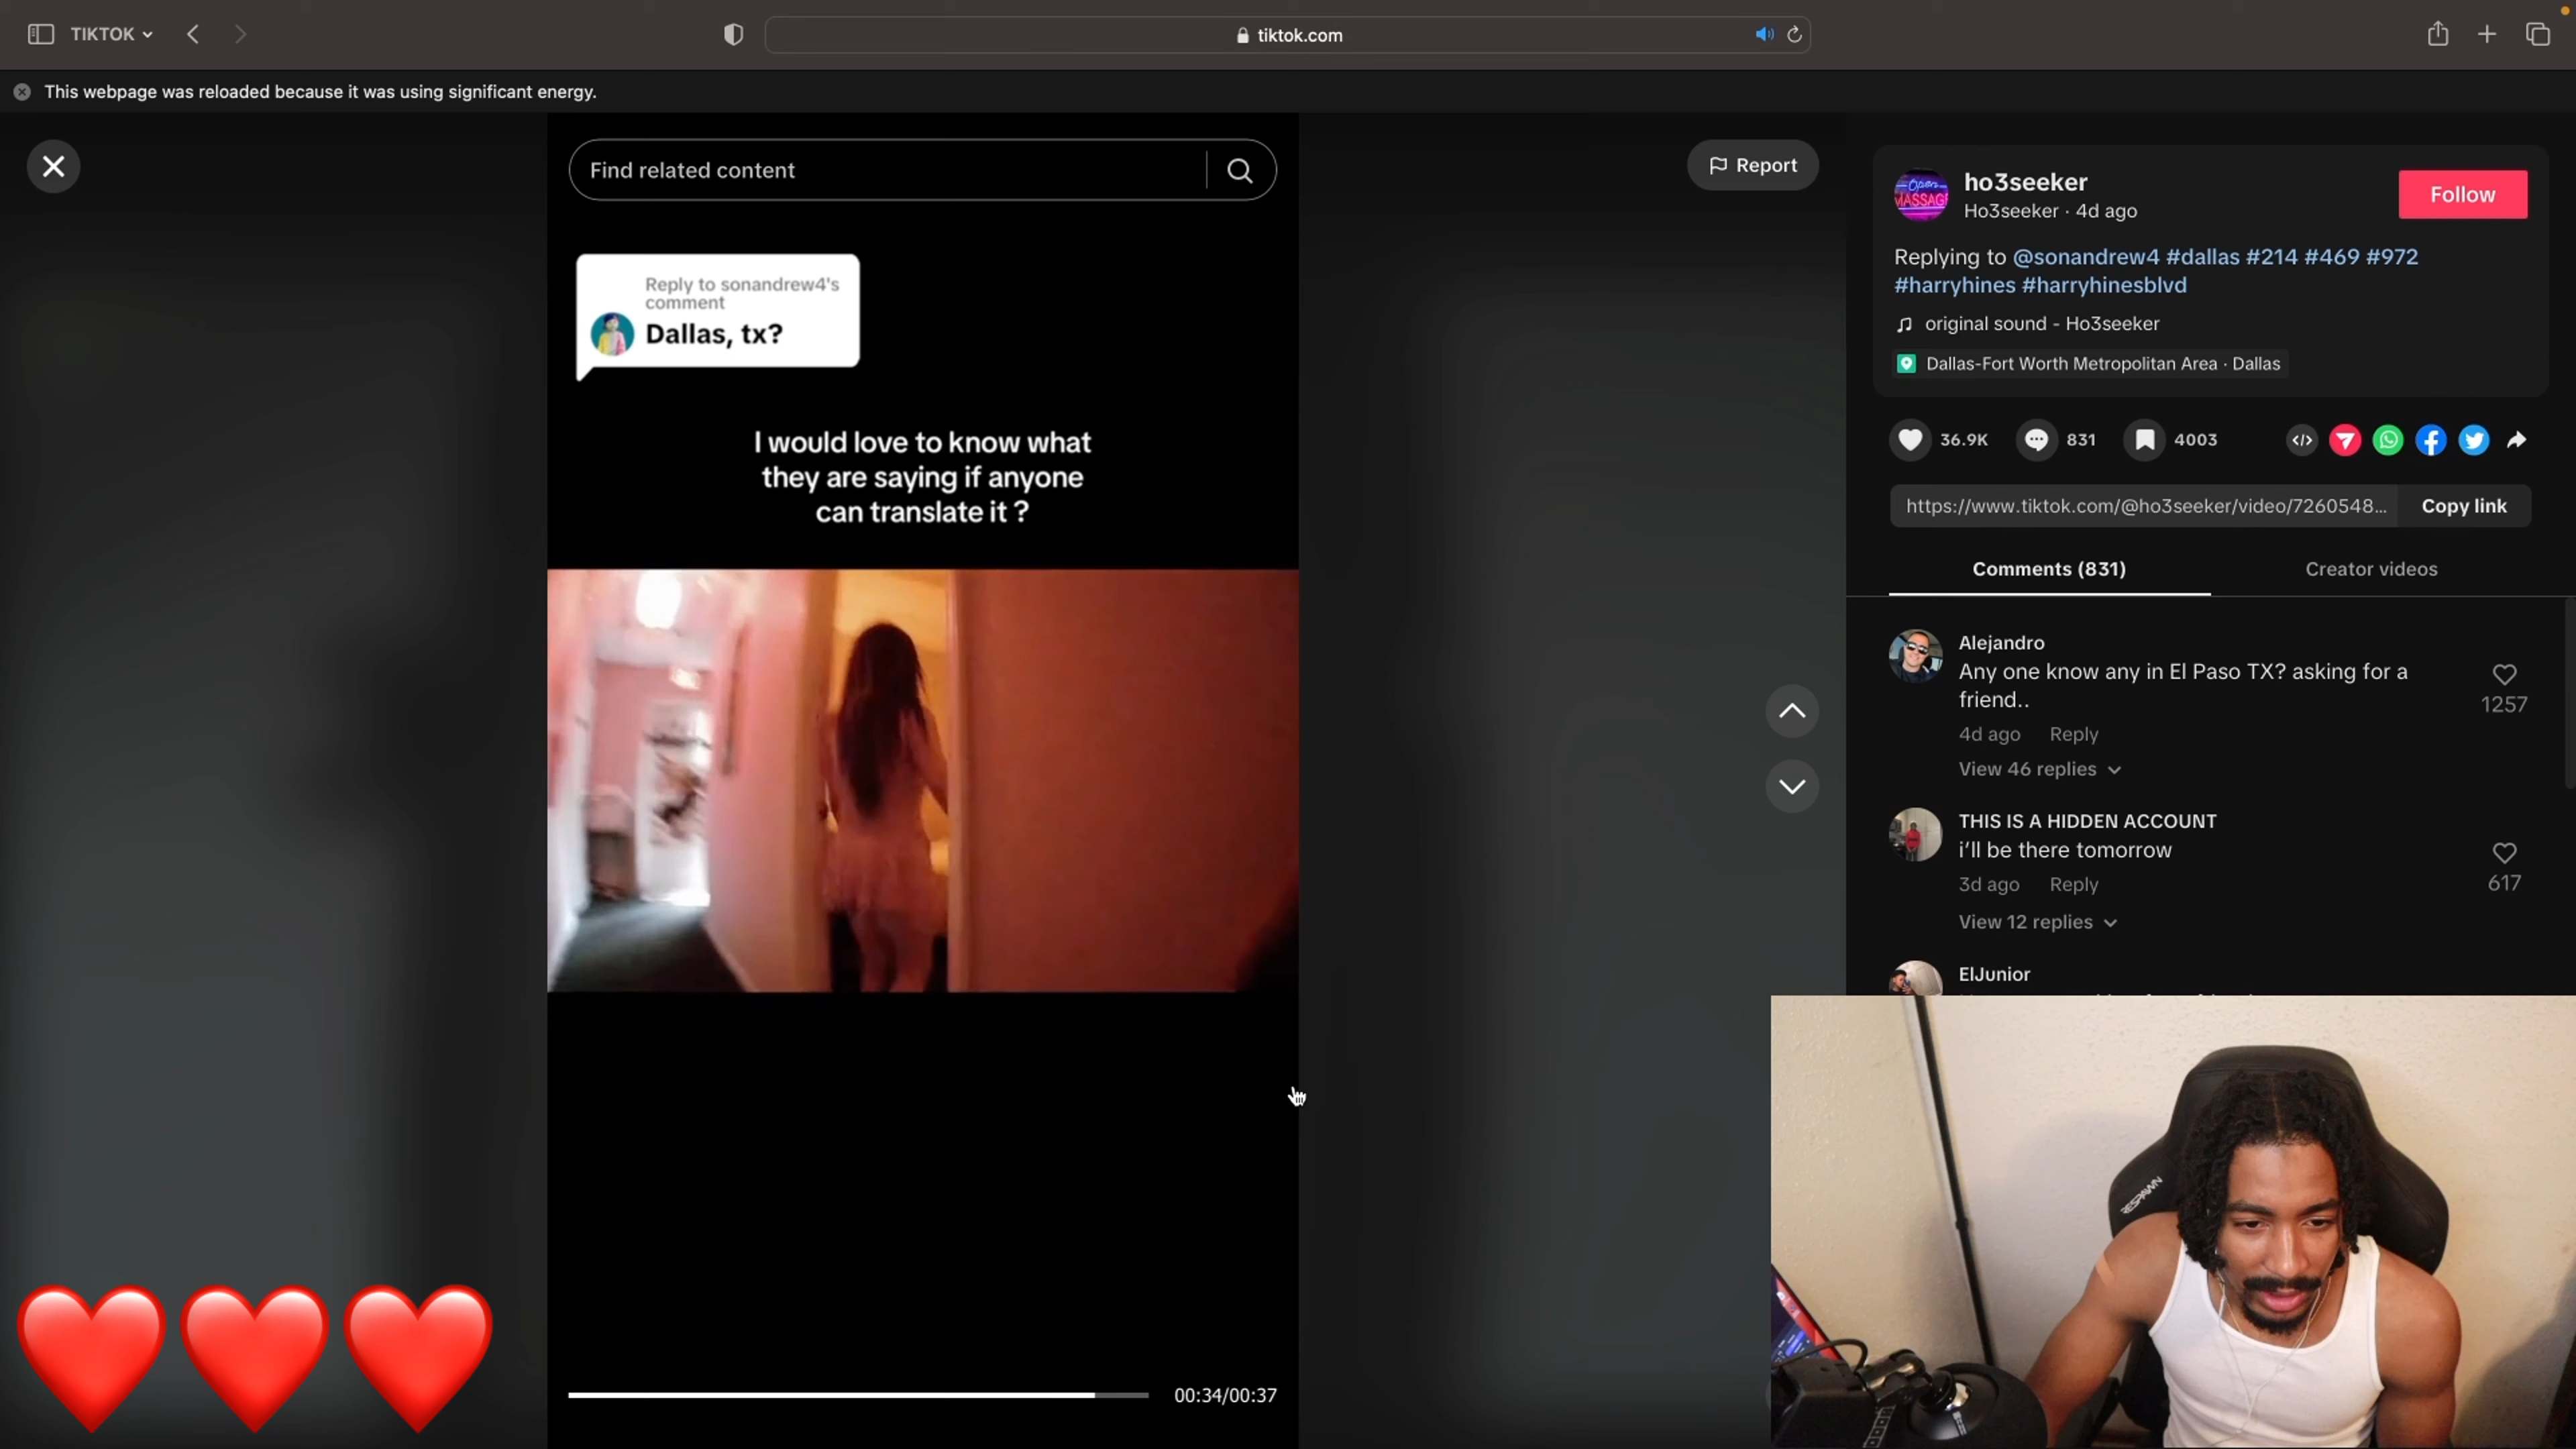 TIKTOK
tiktok.com
This webpage was reloaded because it was using significant energy.
Find related content
Report
Reply to sonandrew4's
comment
Dallas, tx?
I would love to know what
they are saying if anyone
can translate it ?
00:34/00:37
Open
MASSAGE
ho3seeker
Ho3seeker · 4d ago
Follow
Replying to @sonandrew4 #dallas #214 #469 #972
#harryhines #harryhinesblvd
original sound - Ho3seeker
Dallas-Fort Worth Metropolitan Area · Dallas
36.9K
831
4003
https://www.tiktok.com/@ho3seeker/video/7260548...
Copy link
Comments (831)
Creator videos
Alejandro
Any one know any in El Paso TX? asking for a
friend..
1257
4d ago Reply
View 46 replies
THIS IS A HIDDEN ACCOUNT
i'll be there tomorrow
617
3d ago Reply
View 12 replies
ElJunior
RESPAWN